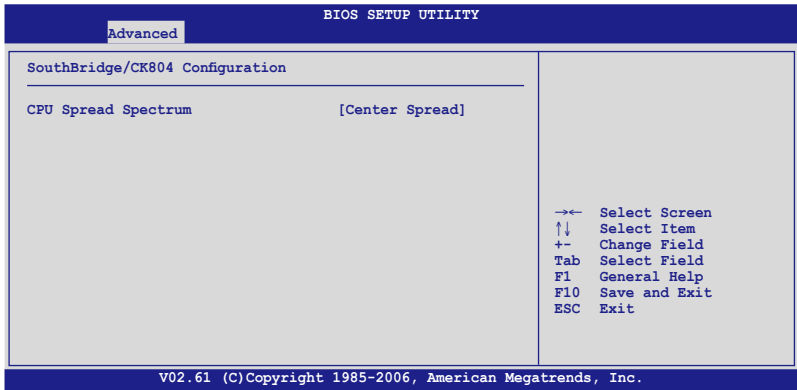 BIOS SETUP UTILITY
Advanced
SouthBridge/CK804 Configuration
CPU Spread Spectrum [Center Spread]
→← Select Screen
↑↓ Select Item
+- Change Field
Tab Select Field
F1 General Help
F10 Save and Exit
ESC Exit
V02.61 (C)Copyright 1985-2006, American Megatrends, Inc.